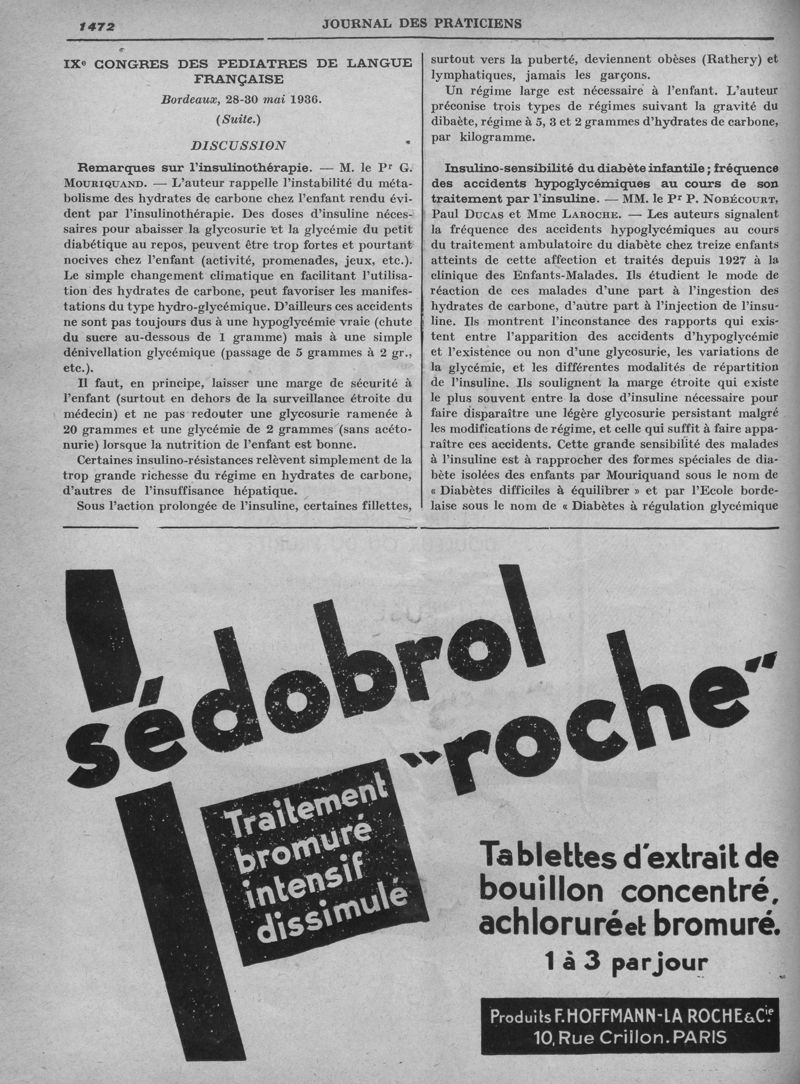 1472
JOURNAL DES PRATICIENS
IXe CONGRES DES PEDIATRES DE LANGUE
FRANÇAISE
Bordeaux, 28-30 mai 1936.
(Suite.)
DISCUSSION
Remarques sur l'insulinothérapie. — M. le Pr G.
MOURIQUAND. — L'auteur rappelle l'instabilité du méta-
bolisme des hydrates de carbone chez l'enfant rendu évi-
dent par l'insulinothérapie. Des doses d'insuline néces-
saires pour abaisser la glycosurie et la glycémie du petit
diabétique au repos, peuvent être trop fortes et pourtant
nocives chez l'enfant (activité, promenades, jeux, etc.).
Le simple changement climatique en facilitant l'utilisa-
tion des hydrates de carbone, peut favoriser les manifes-
tations du type hydro-glycémique. D'ailleurs ces accidents
ne sont pas toujours dus à une hypoglycémie vraie (chute
du sucre au-dessous de 1 gramme) mais à une simple
dénivellation glycémique (passage de 5 grammes à 2 gr.,
etc.).
Il faut, en principe, laisser une marge de sécurité à
l'enfant (surtout en dehors de la surveillance étroite du
médecin) et ne pas redouter une glycosurie ramenée à
20 grammes et une glycémie de 2 grammes (sans acéto-
nurie) lorsque la nutrition de l'enfant est bonne.
Certaines insulino-résistances relèvent simplement de la
trop grande richesse du régime en hydrates de carbone,
d'autres de l'insuffisance hépatique.
Sous l'action prolongée de l'insuline, certaines fillettes,
surtout vers la puberté, deviennent obèses (Rathery) et
lymphatiques, jamais les garçons.
Un régime large est nécessaire à l'enfant. L'auteur
préconise trois types de régimes suivant la gravité du
dibaète, régime à 5, 3 et 2 grammes d'hydrates de carbone,
par kilogramme.
Insulino-sensibilité du diabète infantile ; fréquence
des accidents hypoglycémiques au cours de son
traitement par l'insuline. — MM. le Pr P. NOBÉCOURT,
Paul DUCAS et Mme LAROCHE. — Les auteurs signalent
la fréquence des accidents hypoglycémiques au cours
du traitement ambulatoire du diabète chez treize enfants
atteints de cette affection et traités depuis 1927 à la
clinique des Enfants-Malades. Ils étudient le mode de
réaction de ces malades d'une part à l'ingestion des
hydrates de carbone, d'autre part à l'injection de l'insu-
line. Ils montrent l'inconstance des rapports qui exis-
tent entre l'apparition des accidents d'hypoglycémie
et l'existence ou non d'une glycosurie, les variations de
la glycémie, et les différentes modalités de répartition
de l'insuline. Ils soulignent la marge étroite qui existe
le plus souvent entre la dose d'insuline nécessaire pour
faire disparaître une légère glycosurie persistant malgré
les modifications de régime, et celle qui suffit à faire appa-
raître ces accidents. Cette grande sensibilité des malades
à l'insuline est à rapprocher des formes spéciales de dia-
bète isolées des enfants par Mouriquand sous le nom de
« Diabètes difficiles à équilibrer » et par l'Ecole borde-
laise sous le nom de « Diabètes à régulation glycémique
sédobrol
"roche"
Traitement
bromuré
intensif
dissimulé
Tablettes d'extrait de
bouillon concentré,
achloruré et bromuré.
1 à 3 par jour
Produits F. HOFFMANN-LA ROCHE & Cie
10, Rue Crillon. PARIS